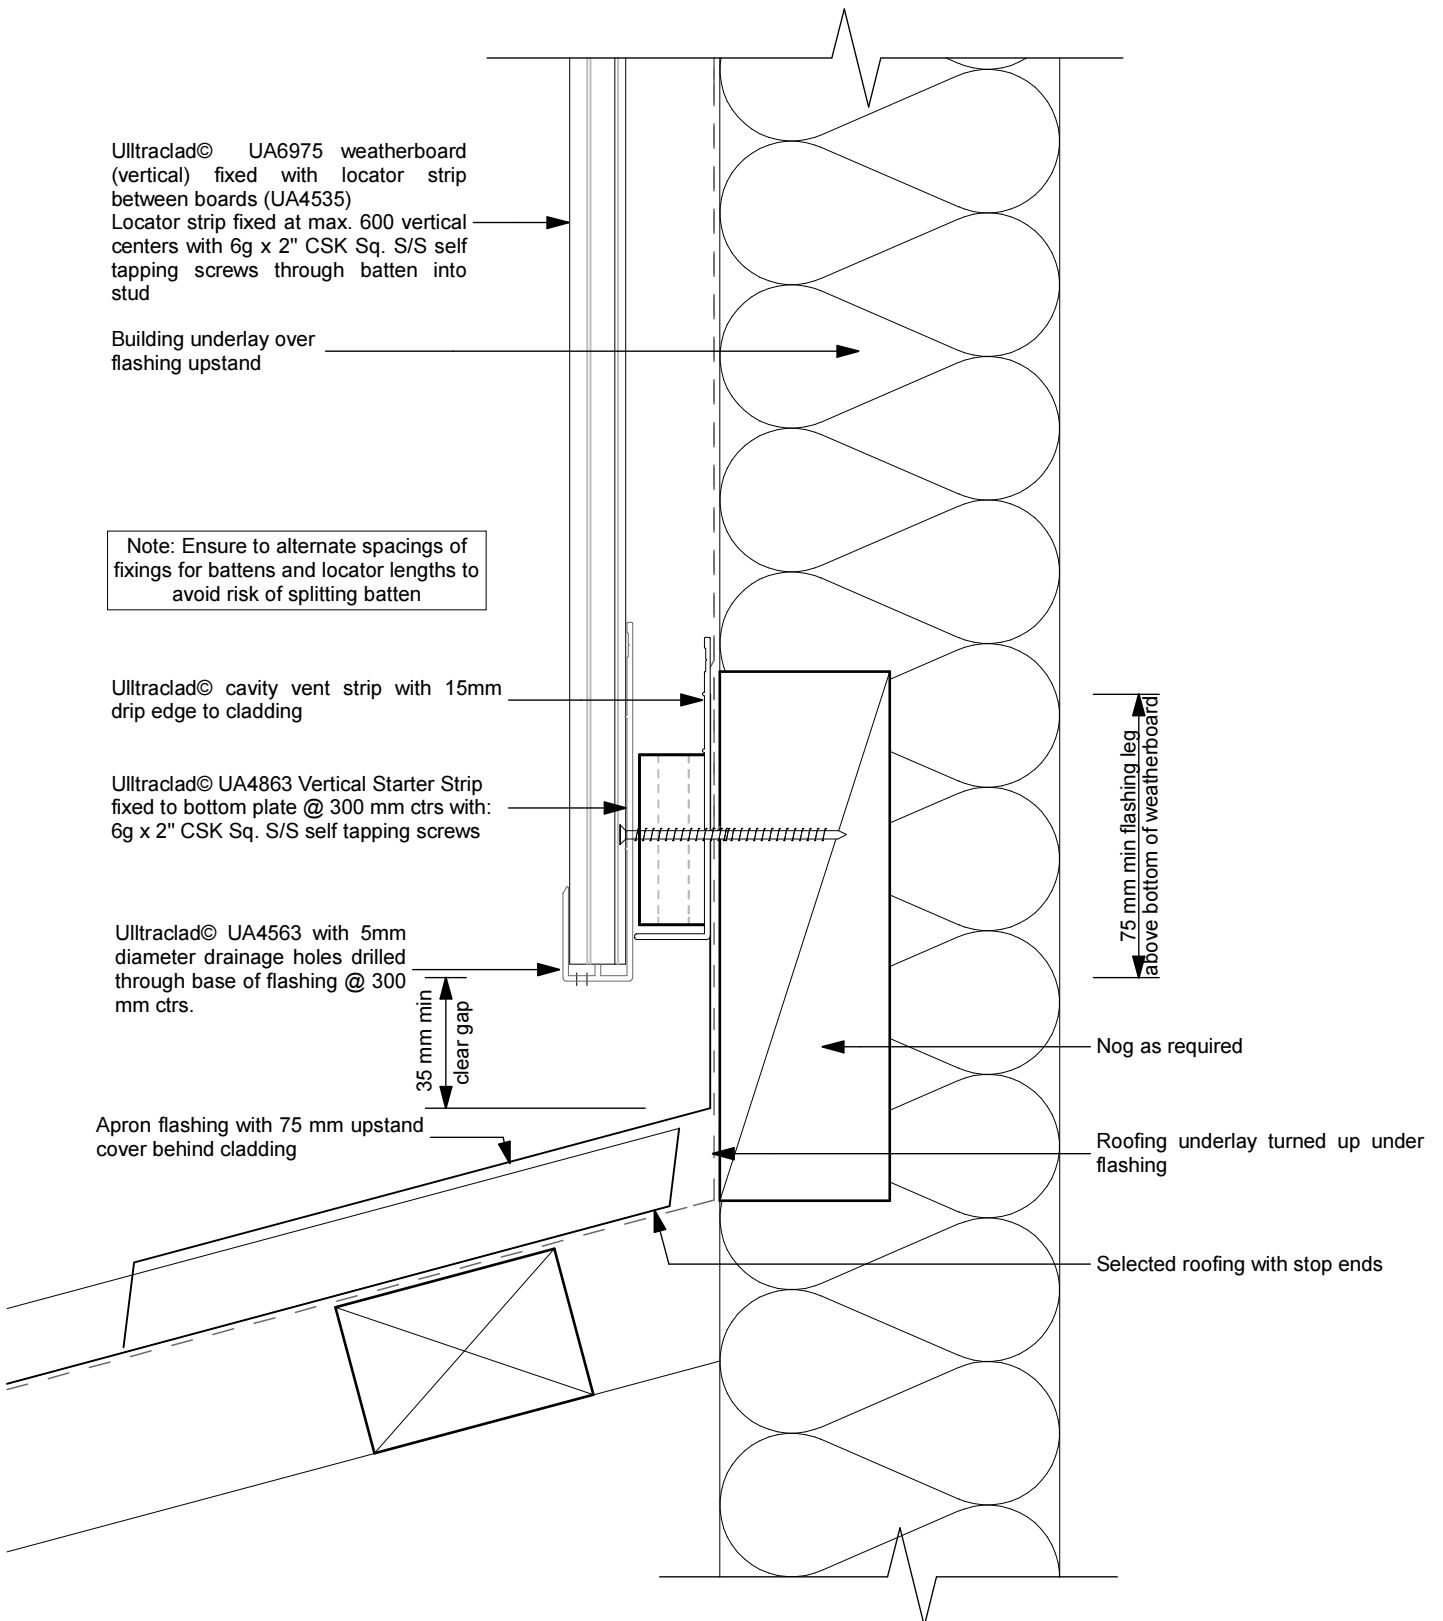 Ulltraclad© UA6975 weatherboard
(vertical) fixed with locator strip
between boards (UA4535)
Locator strip fixed at max. 600 vertical
centers with 6g x 2" CSK Sq. S/S self
tapping screws through batten into
stud
Building underlay over
flashing upstand
Note: Ensure to alternate spacings of
fixings for battens and locator lengths to
avoid risk of splitting batten
Ulltraclad© cavity vent strip with 15mm
drip edge to cladding
Ulltraclad© UA4863 Vertical Starter Strip
fixed to bottom plate @ 300 mm ctrs with:
6g x 2" CSK Sq. S/S self tapping screws
Ulltraclad© UA4563 with 5mm
diameter drainage holes drilled
through base of flashing @ 300
mm ctrs.
35 mm min
clear gap
Apron flashing with 75 mm upstand
cover behind cladding
75 mm min flashing leg
above bottom of weatherboard
Nog as required
Roofing underlay turned up under
flashing
Selected roofing with stop ends